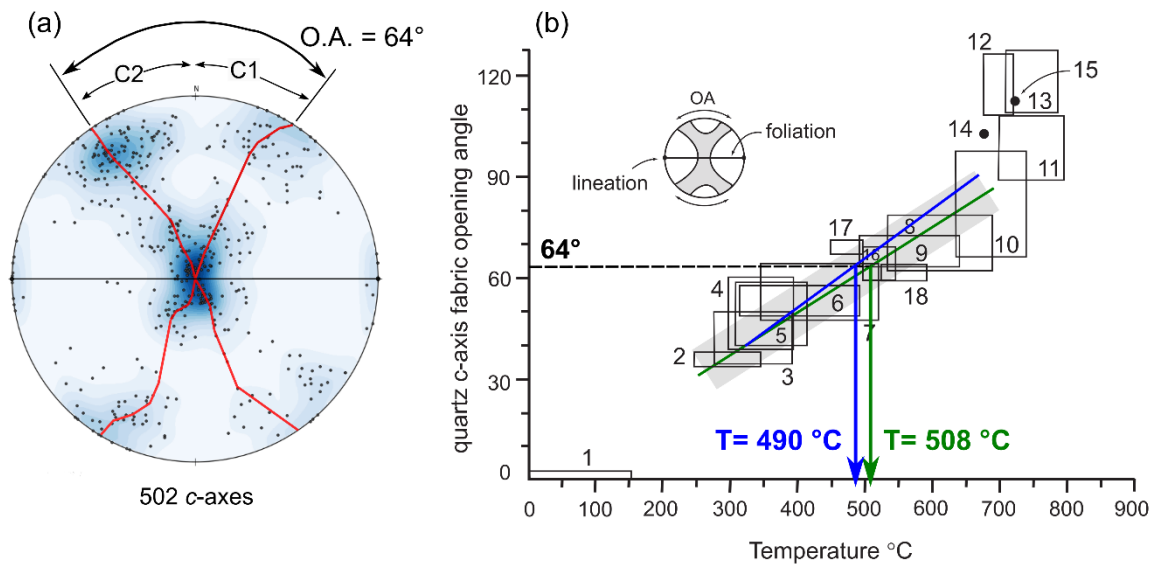 (a)
O.A. = 64°
C2
C1
N
502 c-axes
(b)
quartz c-axis fabric opening angle
120
90
60
30
0
OA
foliation
lineation
64°
12
15
13
14
11
17
8
16
9
10
18
4
6
7
5
2
3
1
T= 490 °C
T= 508 °C
0
100
200
300
400
500
600
700
800
900
Temperature °C